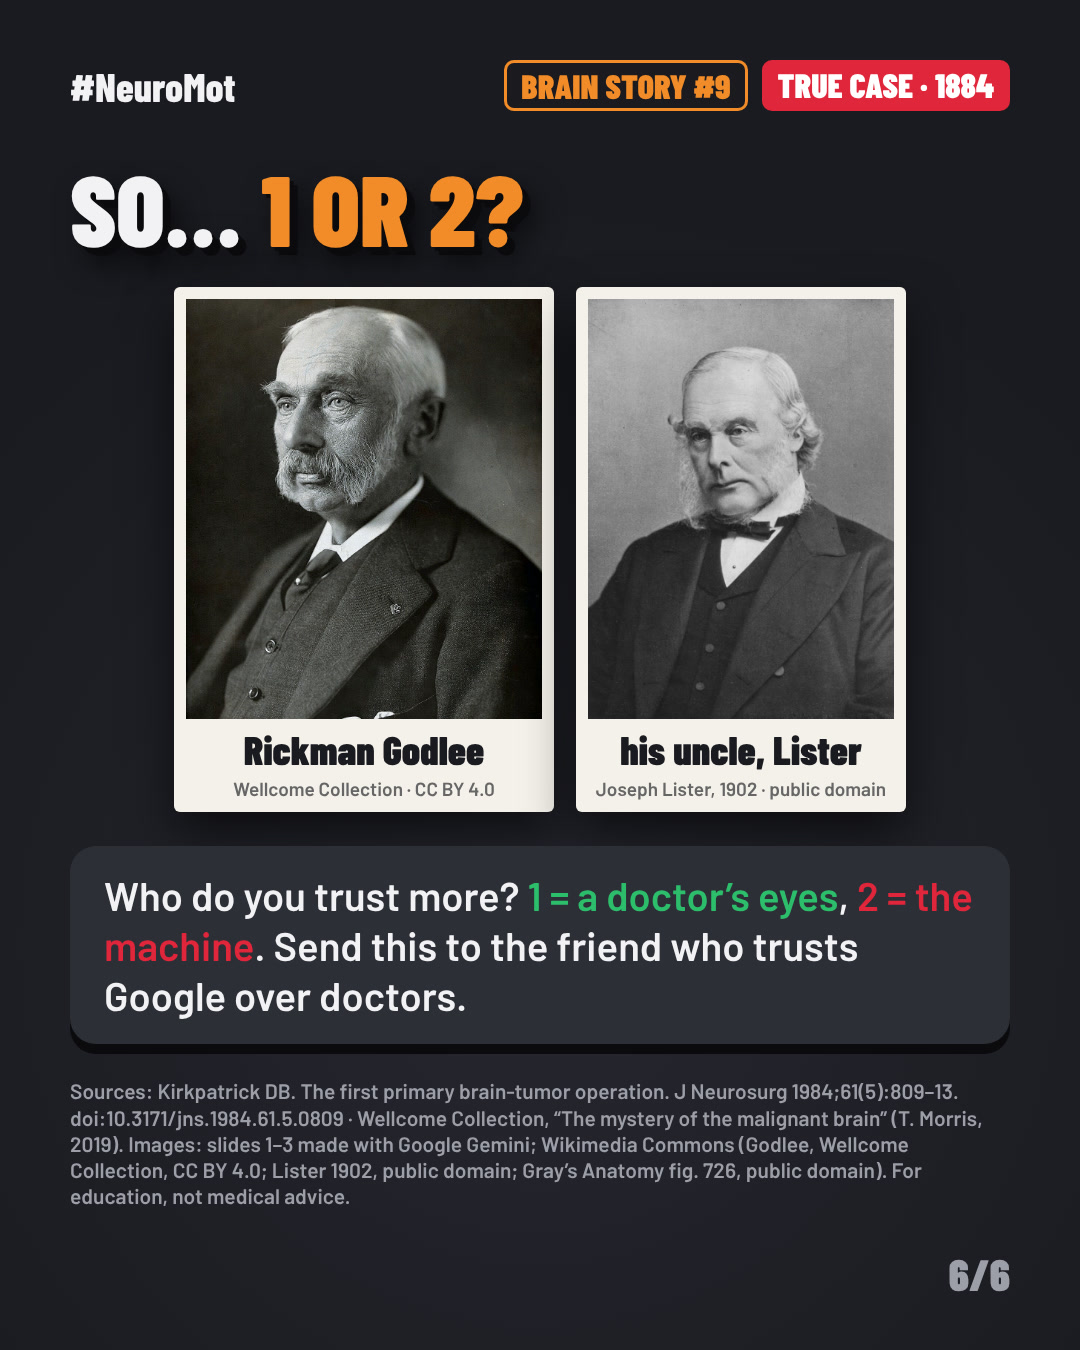 #NeuroMot
BRAIN STORY #9
TRUE CASE · 1884
SO... 1 OR 2?
Rickman Godlee
Wellcome Collection · CC BY 4.0
his uncle, Lister
Joseph Lister, 1902 · public domain
Who do you trust more? 1 = a doctor’s eyes, 2 = the
machine. Send this to the friend who trusts
Google over doctors.
Sources: Kirkpatrick DB. The first primary brain-tumor operation. J Neurosurg 1984;61(5):809–13.
doi:10.3171/jns.1984.61.5.0809 · Wellcome Collection, “The mystery of the malignant brain” (T. Morris,
2019). Images: slides 1–3 made with Google Gemini; Wikimedia Commons (Godlee, Wellcome
Collection, CC BY 4.0; Lister 1902, public domain; Gray’s Anatomy fig. 726, public domain). For
education, not medical advice.
6/6